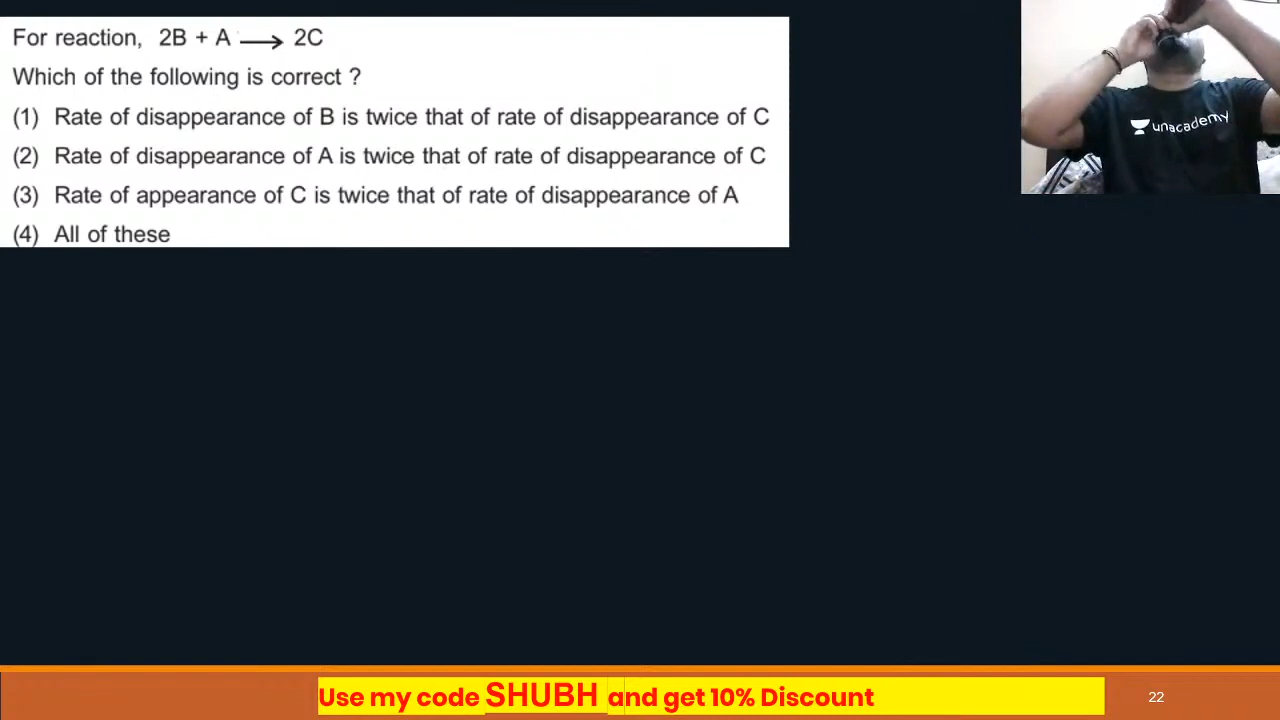 For reaction, 2B + A ⟶ 2C
Which of the following is correct ?
(1) Rate of disappearance of B is twice that of rate of disappearance of C
(2) Rate of disappearance of A is twice that of rate of disappearance of C
(3) Rate of appearance of C is twice that of rate of disappearance of A
(4) All of these
unacademy
Use my code SHUBH and get 10% Discount
22